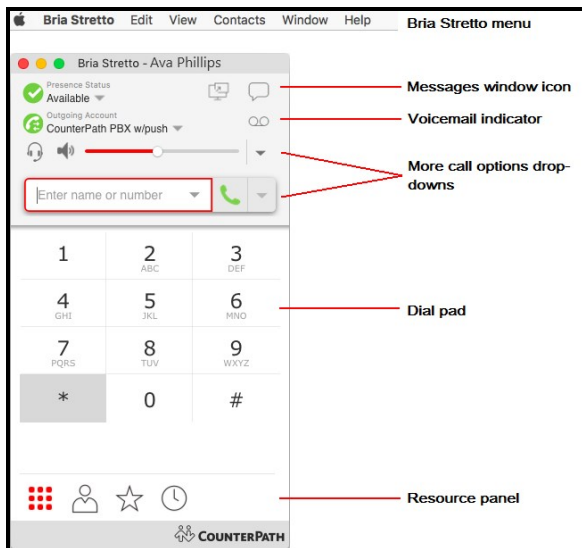 Bria Stretto Edit View Contacts Window Help
Bria Stretto menu
Bria Stretto - Ava Phillips
Presence Status
Available
Messages window icon
Outgoing Account
CounterPath PBX w/push
Voicemail indicator
More call options drop-
downs
Enter name or number
1 2 3
ABC DEF
4 5 6
GHI JKL MNO
Dial pad
7 8 9
PQRS TUV WXYZ
* 0 #
Resource panel
COUNTERPATH